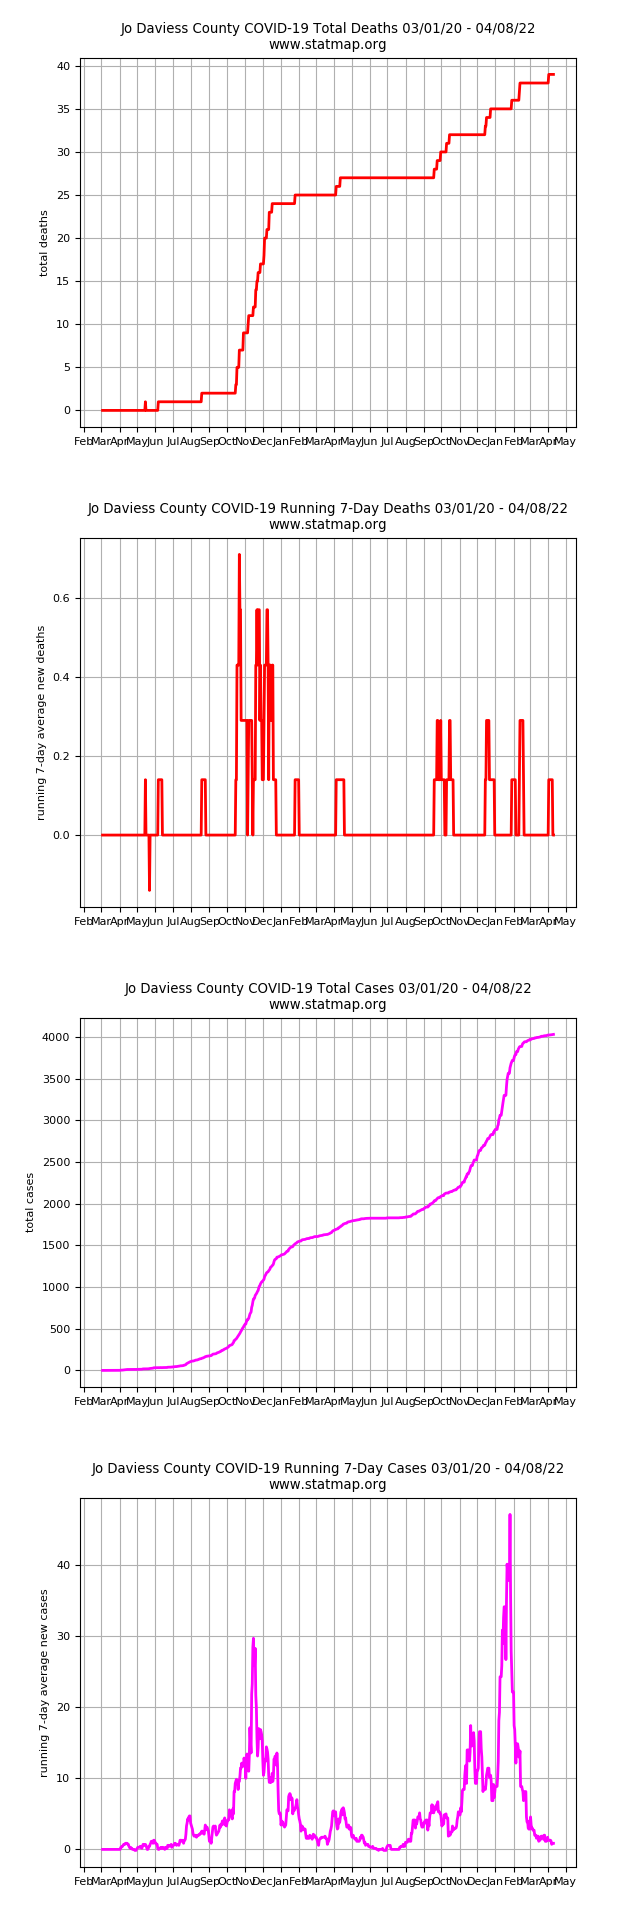 Jo Daviess County COVID-19 Total Deaths 03/01/20 - 04/08/22
www.statmap.org
40
35
30
25
20
15
10
5
0
total deaths
Feb Mar Apr May Jun Jul Aug Sep Oct Nov Dec Jan Feb Mar Apr May Jun Jul Aug Sep Oct Nov Dec Jan Feb Mar Apr May
Jo Daviess County COVID-19 Running 7-Day Deaths 03/01/20 - 04/08/22
www.statmap.org
0.6
0.4
0.2
0.0
running 7-day average new deaths
Feb Mar Apr May Jun Jul Aug Sep Oct Nov Dec Jan Feb Mar Apr May Jun Jul Aug Sep Oct Nov Dec Jan Feb Mar Apr May
Jo Daviess County COVID-19 Total Cases 03/01/20 - 04/08/22
www.statmap.org
4000
3500
3000
2500
2000
1500
1000
500
0
total cases
Feb Mar Apr May Jun Jul Aug Sep Oct Nov Dec Jan Feb Mar Apr May Jun Jul Aug Sep Oct Nov Dec Jan Feb Mar Apr May
Jo Daviess County COVID-19 Running 7-Day Cases 03/01/20 - 04/08/22
www.statmap.org
40
30
20
10
0
running 7-day average new cases
Feb Mar Apr May Jun Jul Aug Sep Oct Nov Dec Jan Feb Mar Apr May Jun Jul Aug Sep Oct Nov Dec Jan Feb Mar Apr May